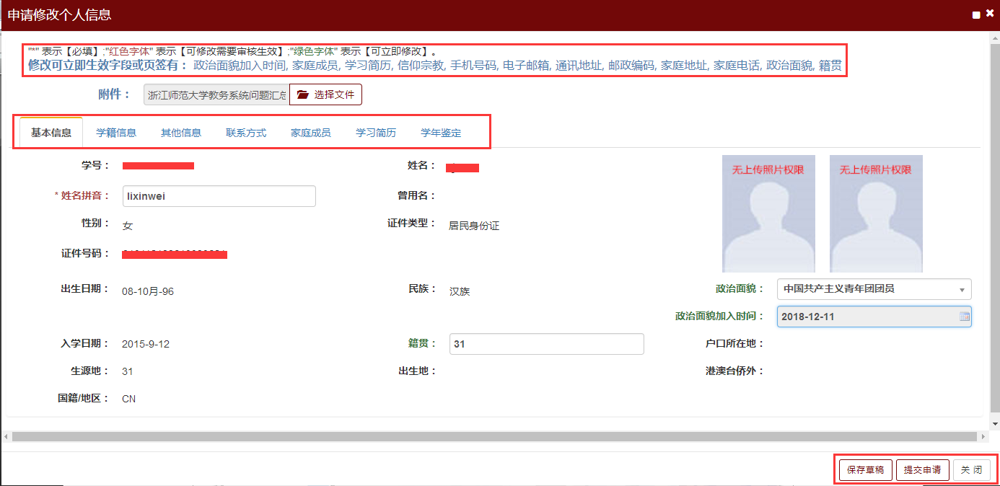 申请修改个人信息
"*" 表示【必填】;"红色字体" 表示【可修改需要审核生效】;"绿色字体" 表示【可立即修改】。
修改可立即生效字段或页签有： 政治面貌加入时间, 家庭成员, 学习简历, 信仰宗教, 手机号码, 电子邮箱, 通讯地址, 邮政编码, 家庭地址, 家庭电话, 政治面貌, 籍贯
附件： 浙江师范大学教务系统问题汇总 选择文件
基本信息 学籍信息 其他信息 联系方式 家庭成员 学习简历 学年鉴定
学号： 姓名： 无上传照片权限 无上传照片权限
* 姓名拼音： lixinwei 曾用名：
性别： 女 证件类型： 居民身份证
证件号码：
出生日期： 08-10月-96 民族： 汉族 政治面貌： 中国共产主义青年团团员
政治面貌加入时间： 2018-12-11
入学日期： 2015-9-12 籍贯： 31 户口所在地：
生源地： 31 出生地： 港澳台侨外：
国籍/地区： CN
保存草稿 提交申请 关 闭